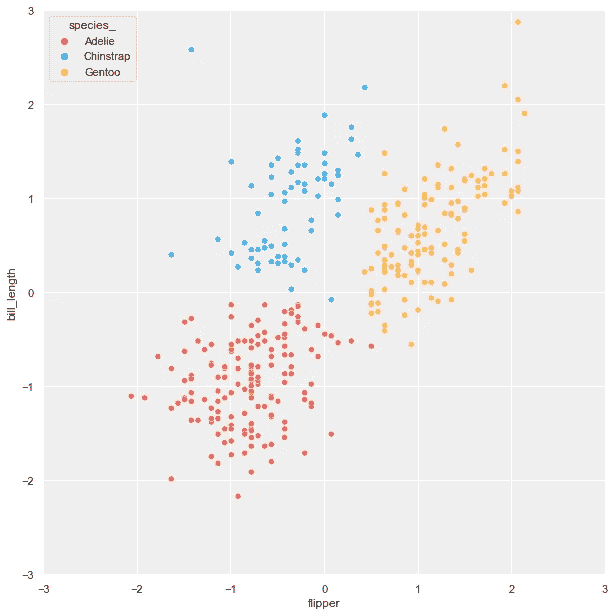 species_
Adelie
Chinstrap
Gentoo
3
2
1
0
−1
−2
−3
bill_length
−3
−2
−1
0
1
2
3
flipper